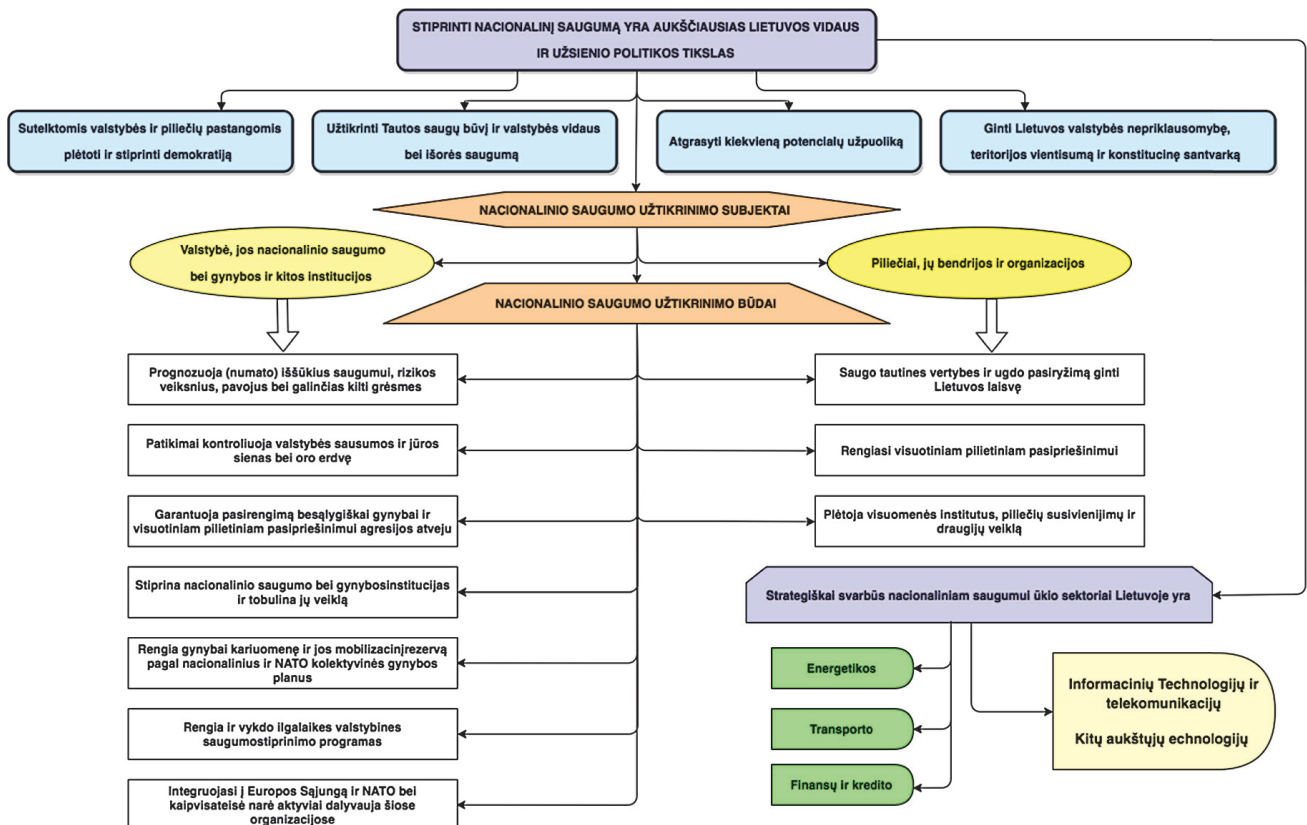 STIPRINTI NACIONALINĮ SAUGUMĄ YRA AUKŠČIAUSIAS LIETUVOS VIDAUS
IR UŽSIENIO POLITIKOS TIKSLAS
Sutelktomis valstybės ir piliečių pastangomis
plėtoti ir stiprinti demokratiją
Užtikrinti Tautos saugų būvį ir valstybės vidaus
bei išorės saugumą
Atgrasyti klekvieną potencialų užpuoliką
Ginti Lietuvos valstybės nepriklausomybę,
teritorijos vientisumą ir konstitucinę santvarką
NACIONALINIO SAUGUMO UŽTIKRINIMO SUBJEKTAI
Valstybė, jos nacionalinio saugumo
bei gynybos ir kitos institucijos
Piliečiai, jų bendrijos ir organizacijos
NACIONALINIO SAUGUMO UŽTIKRINIMO BŪDAI
Prognozuoja (numato) iššūkius saugumui, rizikos
veiksnius, pavojus bei galinčias kilti grėsmes
Patikimai kontroliuoja valstybės sausumos ir jūros
sienas bei oro erdvę
Garantuoja pasirengimą besąlygiškai gynybai ir
visuotiniam pilietiniam pasipriešinimui agresijos atveju
Stiprina nacionalinio saugumo bei gynybosinstitucijas
ir tobulina jų veiklą
Rengia gynybai kariuomenę ir jos mobilizacinįrezervą
pagal nacionalinius ir NATO kolektyvinės gynybos
planus
Rengia ir vykdo ilgalaikes valstybines
saugumostiprinimo programas
Integruojasi į Europos Sąjungą ir NATO bei
kaipvisateisė narė aktyviai dalyvauja šiose
organizacijose
Saugo tautines vertybes ir ugdo pasiryžimą ginti
Lietuvos laisvę
Rengiasi visuotiniam pilietiniam pasipriešinimui
Plėtoja visuomenės institutus, piliečių susivienijimų ir
draugijų veiklą
Strategiškai svarbūs nacionaliniam saugumui ūkio sektoriai Lietuvoje yra
Energetikos
Transporto
Finansų ir kredito
Informacinių Technologijų ir
telekomunikacijų
Kitų aukštųjų echnologijų